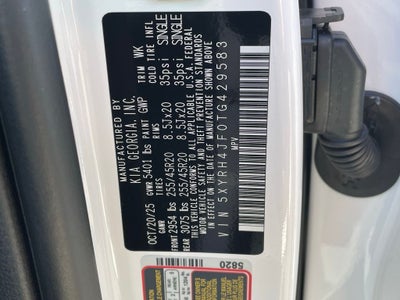 MANUFACTURED BY
KIA GEORGIA, INC.
OCT/20/25 GVWR 5401 lbs PAINT GWP TRIM WK
TIRES COLD TIRE INFL
FRONT 2954 lbs 255/45R20 8.5Jx20 35psi SINGLE
REAR 3075 lbs 255/45R20 8.5Jx20 35psi SINGLE
THIS VEHICLE CONFORMS TO ALL APPLICABLE U.S.A. FEDERAL
MOTOR VEHICLE SAFETY, BUMPER, AND THEFT PREVENTION STANDARDS
IN EFFECT ON THE DATE OF MANUFACTURE SHOWN ABOVE
VIN 5XYRH4JF0TG429583
MPV
5820